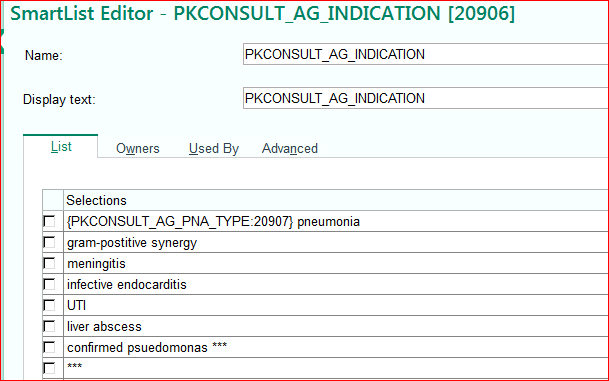 SmartList Editor - PKCONSULT_AG_INDICATION [20906]
Name: PKCONSULT_AG_INDICATION
Display text: PKCONSULT_AG_INDICATION
List Owners Used By Advanced
Selections
{PKCONSULT_AG_PNA_TYPE:20907} pneumonia
gram-postitive synergy
meningitis
infective endocarditis
UTI
liver abscess
confirmed psuedomonas ***
***